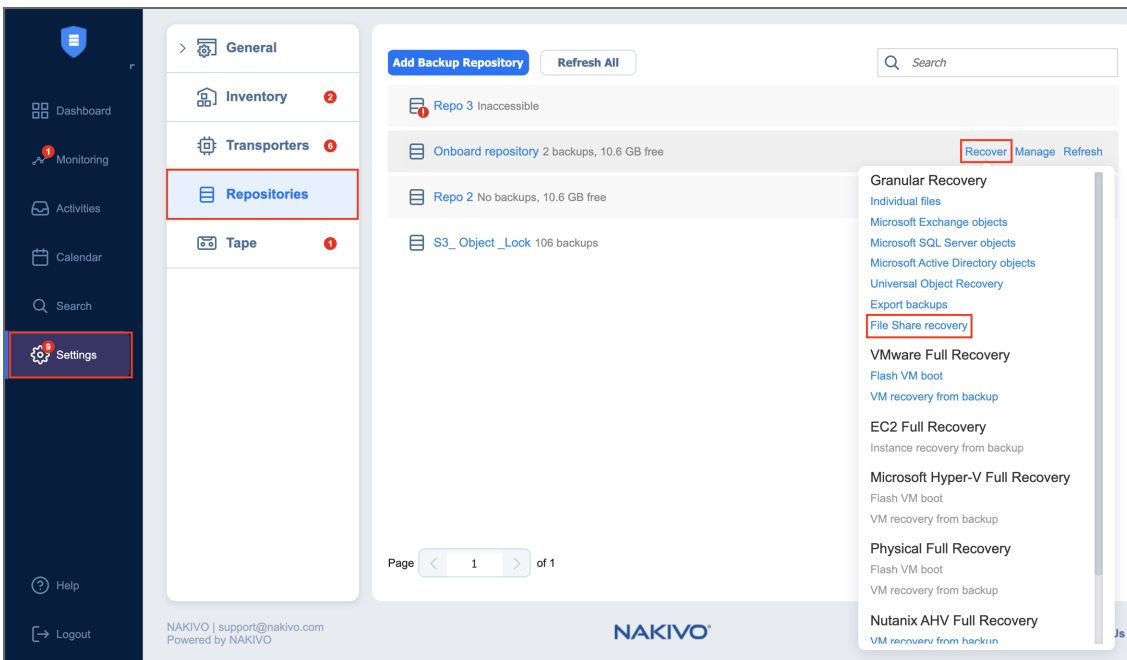 Dashboard
1
Monitoring
Activities
Calendar
Search
9
Settings
Help
Logout
General
Inventory 2
Transporters 6
Repositories
Tape 1
Add Backup Repository Refresh All Search
Repo 3 Inaccessible
Onboard repository 2 backups, 10.6 GB free Recover Manage Refresh
Repo 2 No backups, 10.6 GB free
S3_ Object _Lock 106 backups
Granular Recovery
Individual files
Microsoft Exchange objects
Microsoft SQL Server objects
Microsoft Active Directory objects
Universal Object Recovery
Export backups
File Share recovery
VMware Full Recovery
Flash VM boot
VM recovery from backup
EC2 Full Recovery
Instance recovery from backup
Microsoft Hyper-V Full Recovery
Flash VM boot
VM recovery from backup
Physical Full Recovery
Flash VM boot
VM recovery from backup
Nutanix AHV Full Recovery
VM recovery from backup
Page < 1 > of 1
NAKIVO | support@nakivo.com
Powered by NAKIVO
NAKIVO®